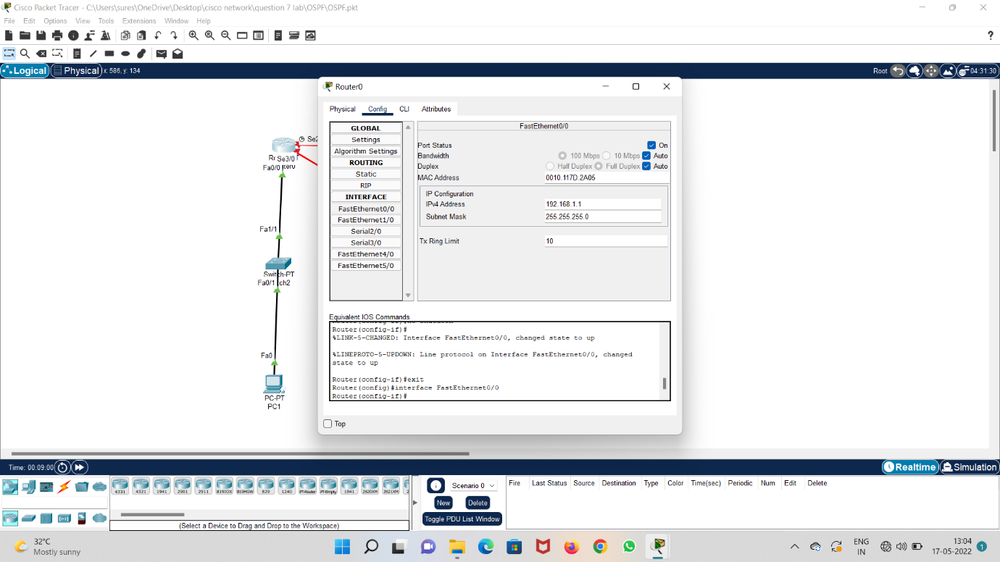 Cisco Packet Tracer - C:\Users\sures\OneDrive\Desktop\cisco network\question 7 lab\OSPF\OSPF.pkt
File Edit Options View Tools Extensions Window Help
?
Logical Physical x: 586, y: 134
Root 04:31:30
Router0
Physical Config CLI Attributes
GLOBAL
Settings
Algorithm Settings
ROUTING
Static
RIP
INTERFACE
FastEthernet0/0
FastEthernet1/0
Serial2/0
Serial3/0
FastEthernet4/0
FastEthernet5/0
FastEthernet0/0
Port Status On
Bandwidth 100 Mbps 10 Mbps Auto
Duplex Half Duplex Full Duplex Auto
MAC Address 0010.117D.2A05
IP Configuration
IPv4 Address 192.168.1.1
Subnet Mask 255.255.255.0
Tx Ring Limit 10
Equivalent IOS Commands
Router(config-if)#
%LINK-5-CHANGED: Interface FastEthernet0/0, changed state to up
%LINEPROTO-5-UPDOWN: Line protocol on Interface FastEthernet0/0, changed
state to up
Router(config-if)#exit
Router(config)#interface FastEthernet0/0
Router(config-if)#
Top
Se3/0
Fa0/0
Fa1/1
Switch-PT
Fa0/1
Fa0
PC-PT
PC1
Time: 00:09:00
Realtime Simulation
4331 4321 1941 2901 2911 819IOX 819HGW 829 1240 PT-Router PT-Empty 1841 2620XM 2621XM
(Select a Device to Drag and Drop to the Workspace)
Scenario 0
New Delete
Toggle PDU List Window
Fire Last Status Source Destination Type Color Time(sec) Periodic Num Edit Delete
32°C
Mostly sunny
ENG
IN
13:04
17-05-2022
1